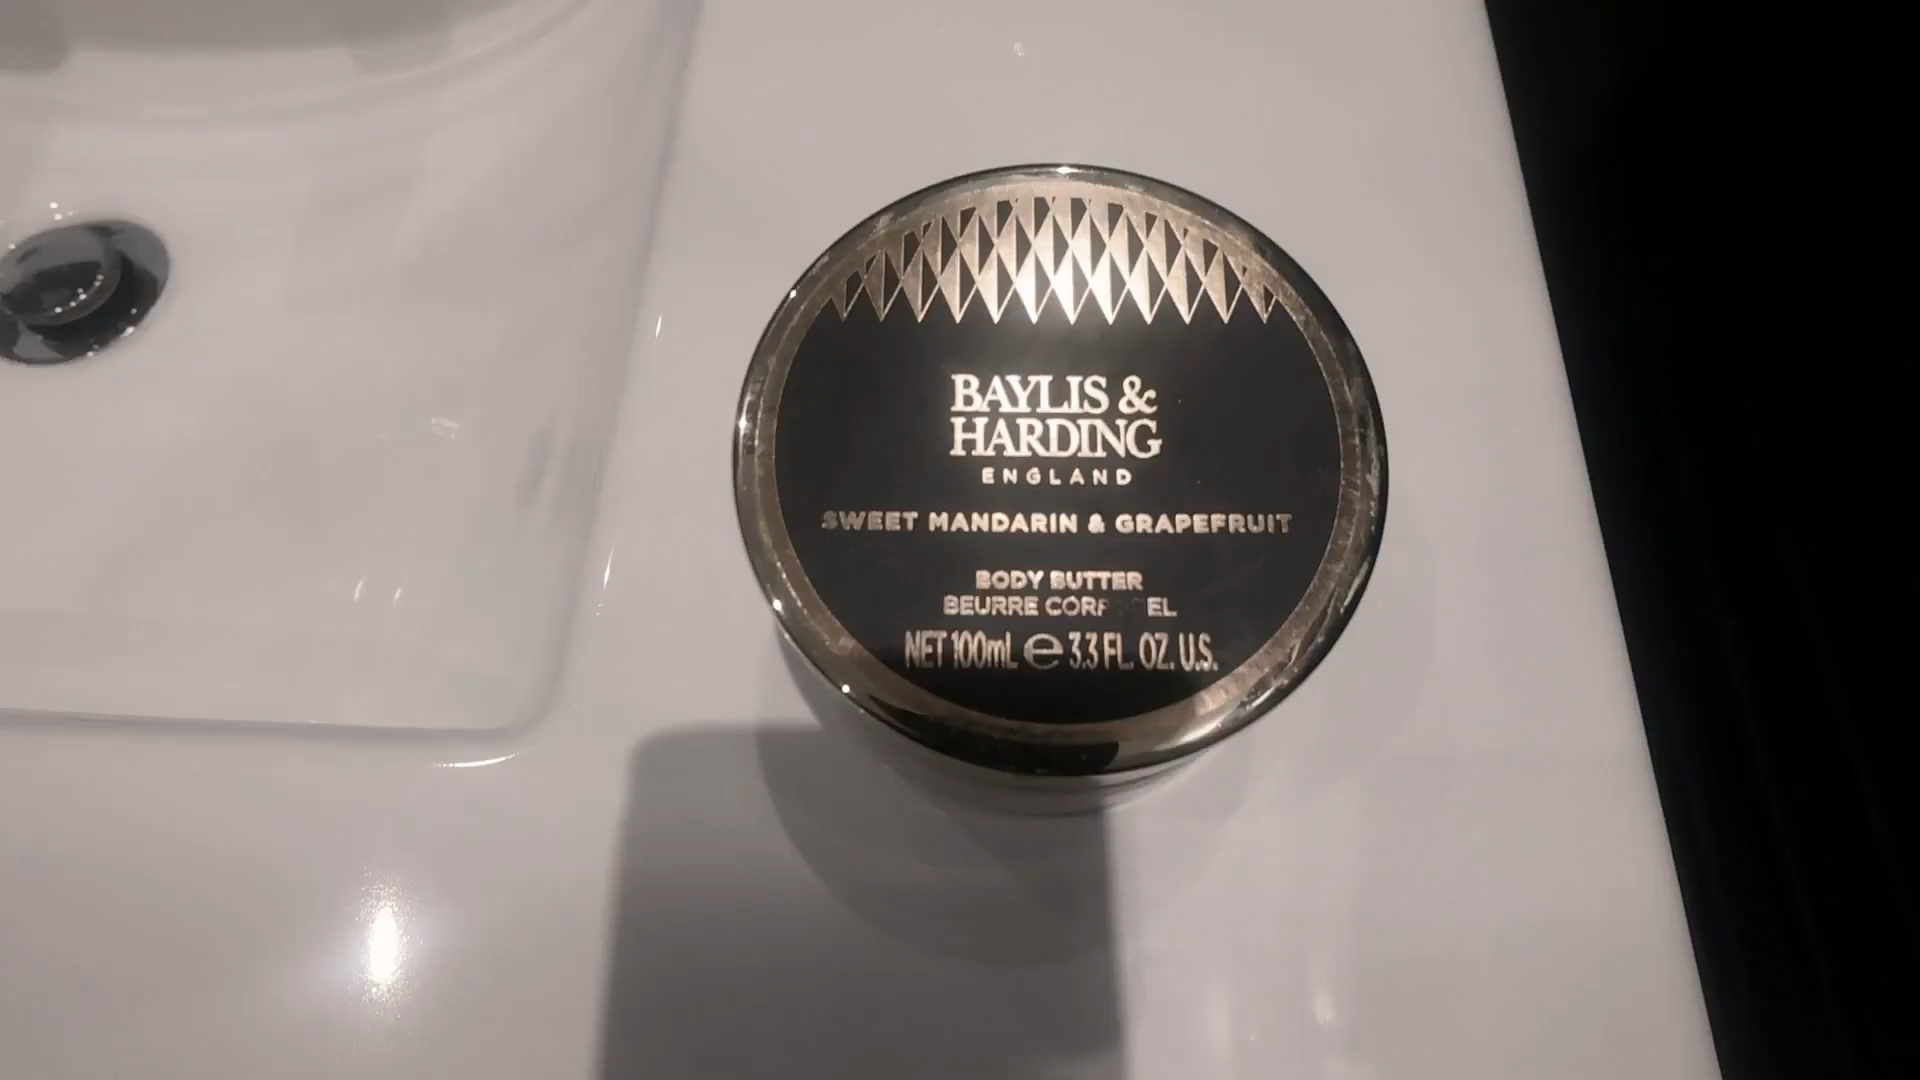 BAYLIS &
HARDING
ENGLAND
SWEET MANDARIN & GRAPEFRUIT
BODY BUTTER
BEURRE
NET 100mL ℮ 3.3 FL. OZ. U.S.